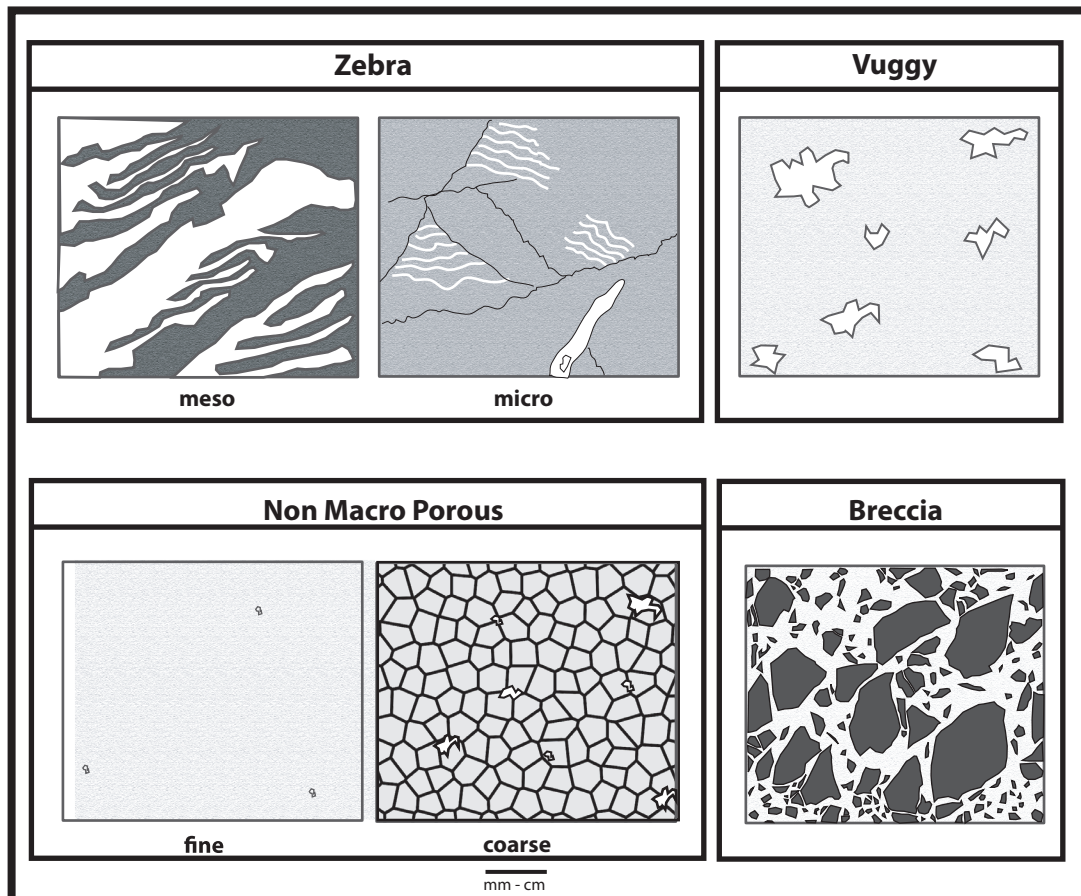 Zebra
Vuggy
meso
micro
Non Macro Porous
Breccia
fine
coarse
mm - cm